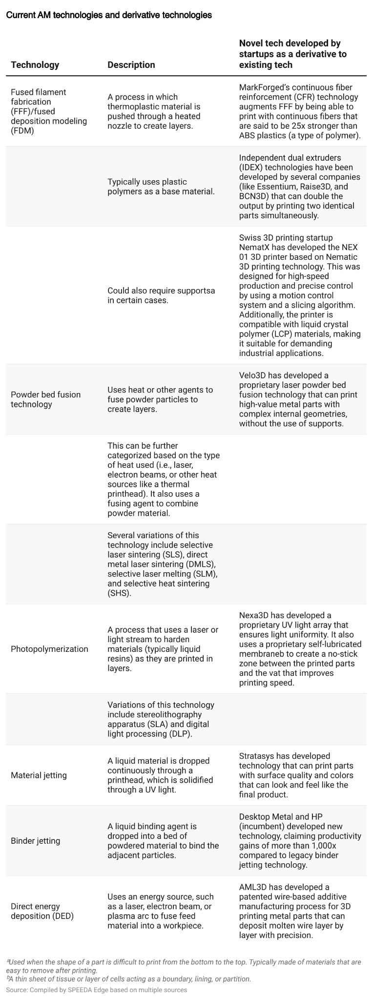 Current AM technologies and derivative technologies
Technology
Description
Novel tech developed by
startups as a derivative to
existing tech
Fused filament
fabrication
(FFF)/fused
deposition modeling
(FDM)
A process in which
thermoplastic material is
pushed through a heated
nozzle to create layers.
MarkForged's continuous fiber
reinforcement (CFR) technology
augments FFF by being able to
print with continuous fibers that
are said to be 25x stronger than
ABS plastics (a type of polymer).
Typically uses plastic
polymers as a base material.
Independent dual extruders
(IDEX) technologies have been
developed by several companies
(like Essentium, Raise3D, and
BCN3D) that can double the
output by printing two identical
parts simultaneously.
Could also require supportsa
in certain cases.
Swiss 3D printing startup
NematX has developed the NEX
01 3D printer based on Nematic
3D printing technology. This was
designed for high-speed
production and precise control
by using a motion control
system and a slicing algorithm.
Additionally, the printer is
compatible with liquid crystal
polymer (LCP) materials, making
it suitable for demanding
industrial applications.
Powder bed fusion
technology
Uses heat or other agents to
fuse powder particles to
create layers.
Velo3D has developed a
proprietary laser powder bed
fusion technology that can print
high-value metal parts with
complex internal geometries,
without the use of supports.
This can be further
categorized based on the type
of heat used (i.e., laser,
electron beams, or other heat
sources like a thermal
printhead). It also uses a
fusing agent to combine
powder material.
Several variations of this
technology include selective
laser sintering (SLS), direct
metal laser sintering (DMLS),
selective laser melting (SLM),
and selective heat sintering
(SHS).
Photopolymerization
A process that uses a laser or
light stream to harden
materials (typically liquid
resins) as they are printed in
layers.
Nexa3D has developed a
proprietary UV light array that
ensures light uniformity. It also
uses a proprietary self-lubricated
membraneb to create a no-stick
zone between the printed parts
and the vat that improves
printing speed.
Variations of this technology
include stereolithography
apparatus (SLA) and digital
light processing (DLP).
Material jetting
A liquid material is dropped
continuously through a
printhead, which is solidified
through a UV light.
Stratasys has developed
technology that can print parts
with surface quality and colors
that can look and feel like the
final product.
Binder jetting
A liquid binding agent is
dropped into a bed of
powdered material to bind the
adjacent particles.
Desktop Metal and HP
(incumbent) developed new
technology, claiming productivity
gains of more than 1,000x
compared to legacy binder
jetting technology.
Direct energy
deposition (DED)
Uses an energy source, such
as a laser, electron beam, or
plasma arc to fuse feed
material into a workpiece.
AML3D has developed a
patented wire-based additive
manufacturing process for 3D
printing metal parts that can
deposit molten wire layer by
layer with precision.
ᵃUsed when the shape of a part is difficult to print from the bottom to the top. Typically made of materials that are
easy to remove after printing.
ᵇA thin sheet of tissue or layer of cells acting as a boundary, lining, or partition.
Source: Compiled by SPEEDA Edge based on multiple sources